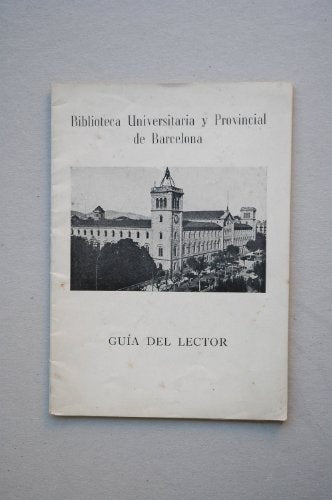 Biblioteca Universitaria y Provincial
de Barcelona
GUÍA DEL LECTOR